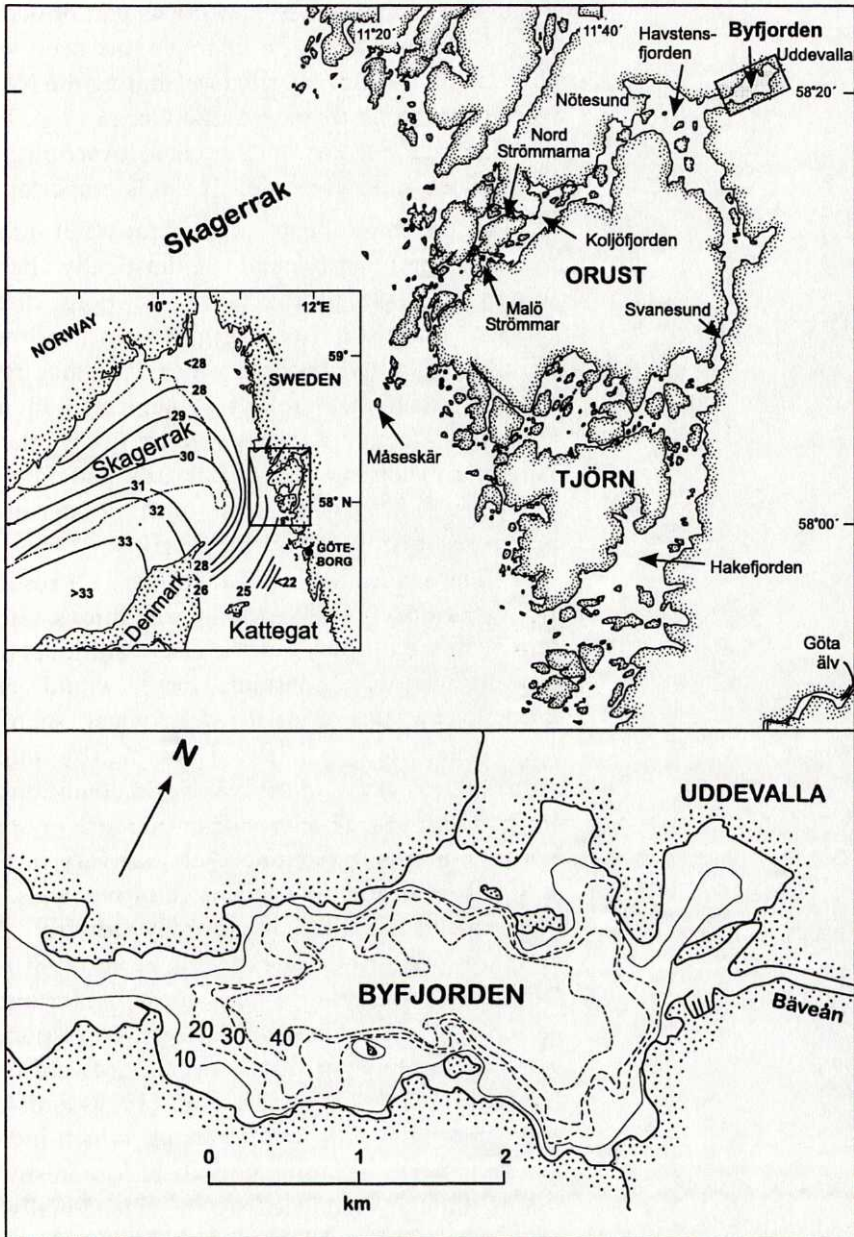 11°20'
11°40'
Havstens-
fjorden
Byfjorden
Uddevalla
58°20'
Nötesund
Nord
Strömmarna
Skagerrak
Koljöfjorden
ORUST
Malö
Strömmar
Svanesund
10°
12°E
NORWAY
<28
59°
SWEDEN
28
29
Skagerrak
30
31
32
58° N
33
GÖTE-
BORG
28
<22
>33
26
25
Denmark
Kattegat
Måseskär
TJÖRN
58°00'
Hakefjorden
Göta
älv
N
UDDEVALLA
BYFJORDEN
Bäveån
20
30
40
10
0
1
2
km